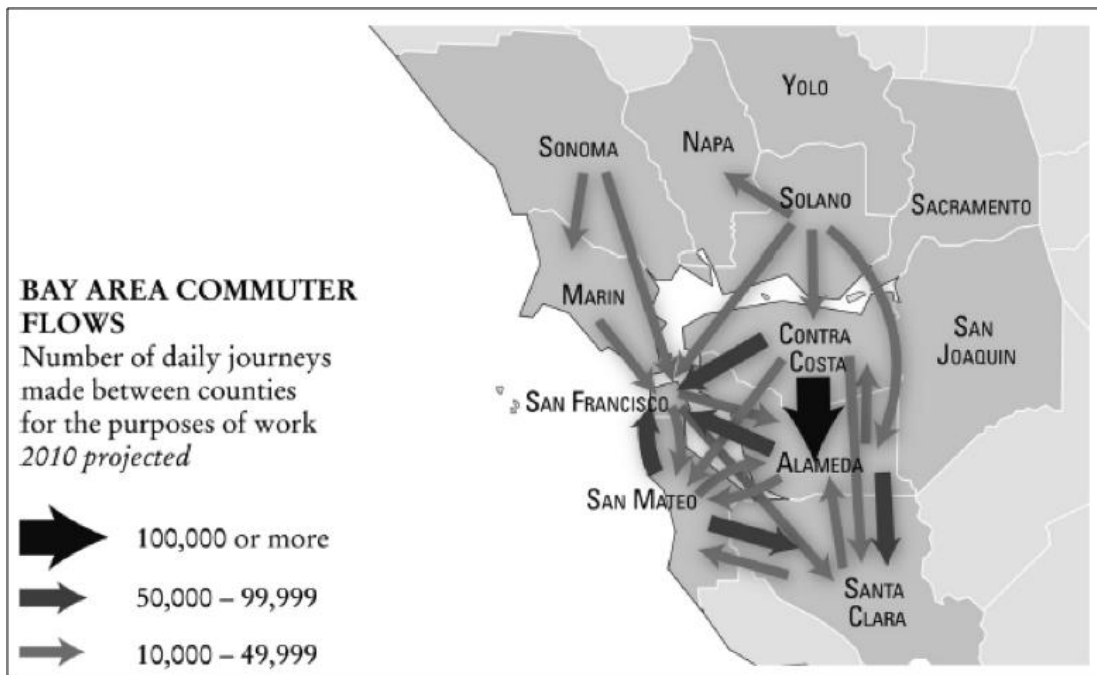 BAY AREA COMMUTER
FLOWS
Number of daily journeys
made between counties
for the purposes of work
2010 projected
100,000 or more
50,000 – 99,999
10,000 – 49,999
YOLO
SONOMA
NAPA
SOLANO
SACRAMENTO
MARIN
CONTRA
COSTA
SAN
JOAQUIN
SAN FRANCISCO
ALAMEDA
SAN MATEO
SANTA
CLARA